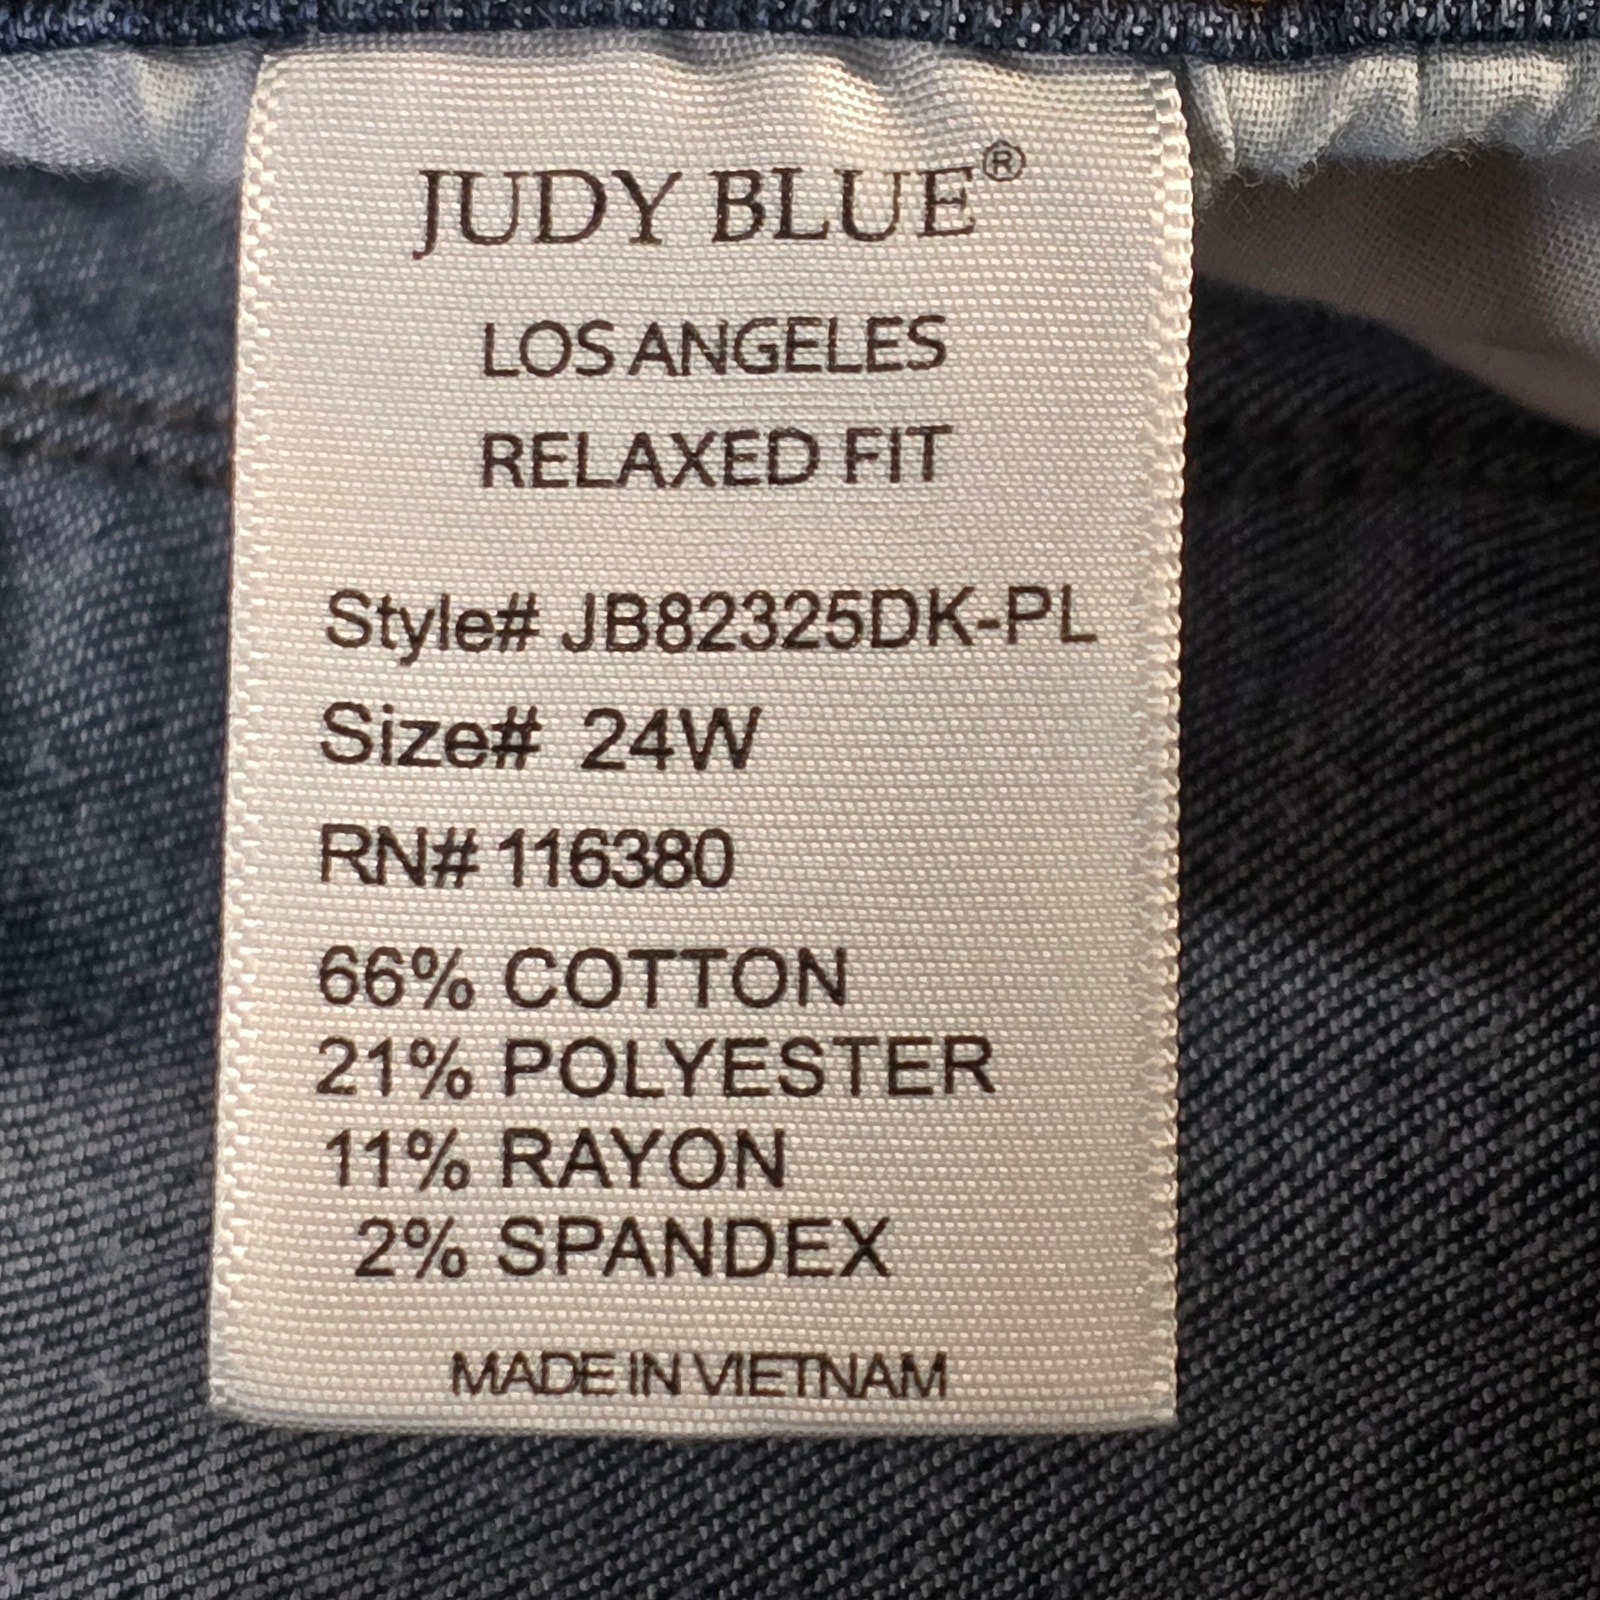 JUDY BLUE®
LOS ANGELES
RELAXED FIT
Style# JB82325DK-PL
Size# 24W
RN# 116380
66% COTTON
21% POLYESTER
11% RAYON
2% SPANDEX
MADE IN VIETNAM